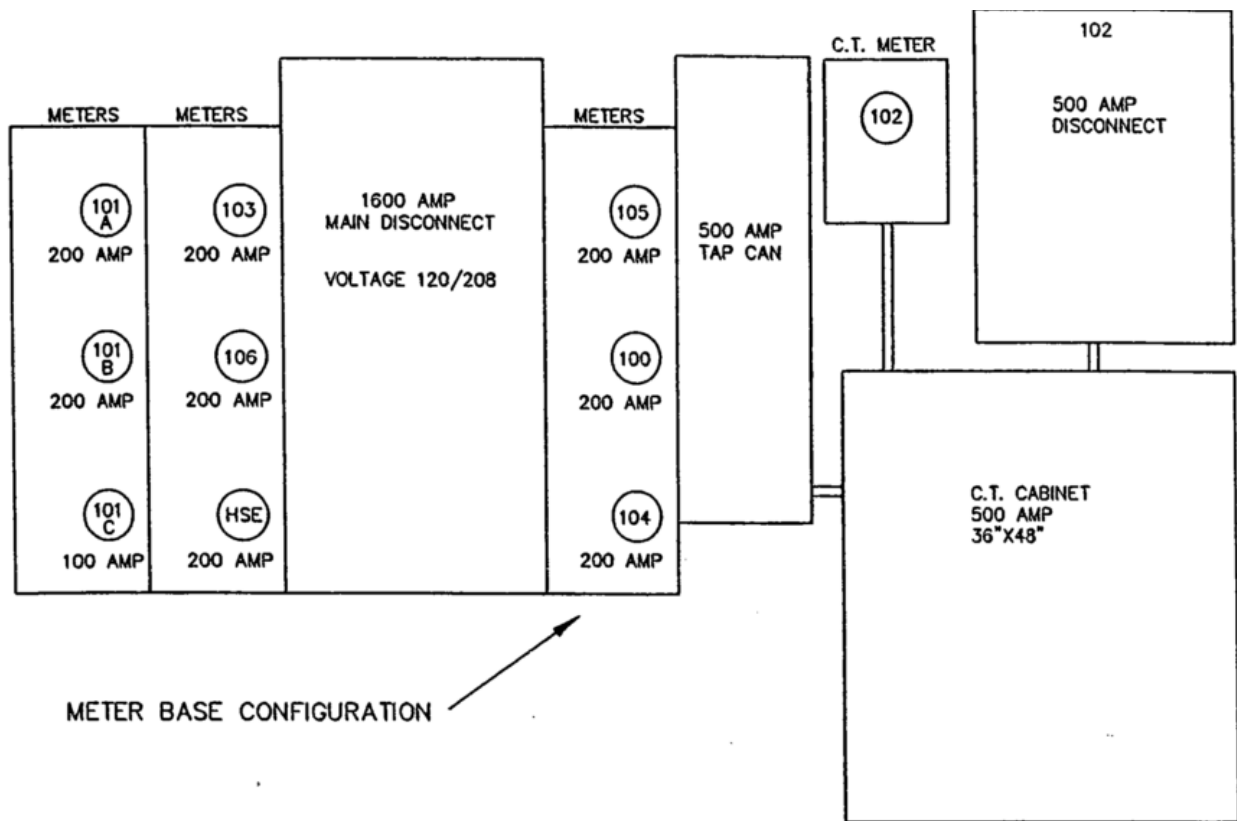 METERS
101
A
200 AMP
101
B
200 AMP
101
C
100 AMP
METERS
103
200 AMP
106
200 AMP
HSE
200 AMP
1600 AMP
MAIN DISCONNECT
VOLTAGE 120/208
METERS
105
200 AMP
100
200 AMP
104
200 AMP
500 AMP
TAP CAN
C.T. METER
102
102
500 AMP
DISCONNECT
C.T. CABINET
500 AMP
36"X48"
METER BASE CONFIGURATION